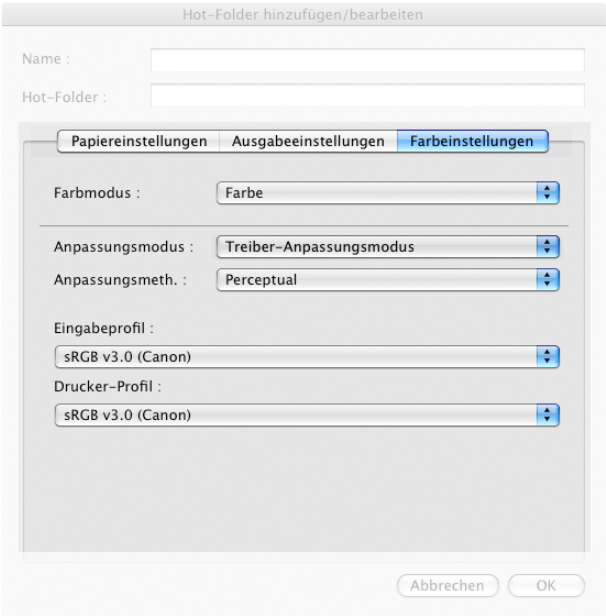 Hot-Folder hinzufügen/bearbeiten
Name :
Hot-Folder :
Papiereinstellungen Ausgabeeinstellungen Farbeinstellungen
Farbmodus : Farbe
Anpassungsmodus : Treiber-Anpassungsmodus
Anpassungsmeth. : Perceptual
Eingabeprofil :
sRGB v3.0 (Canon)
Drucker-Profil :
sRGB v3.0 (Canon)
Abbrechen OK